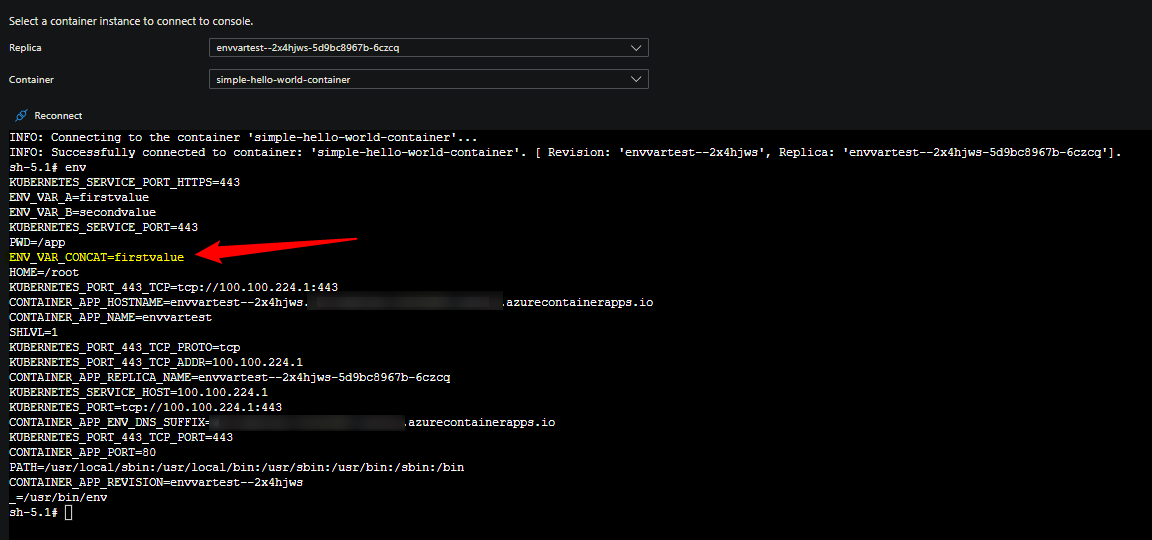 Select a container instance to connect to console.
Replica
envvartest--2x4hjws-5d9bc8967b-6czcq
Container
simple-hello-world-container
Reconnect
INFO: Connecting to the container 'simple-hello-world-container'...
INFO: Successfully connected to container: 'simple-hello-world-container'. [ Revision: 'envvartest--2x4hjws', Replica: 'envvartest--2x4hjws-5d9bc8967b-6czcq'].
sh-5.1# env
KUBERNETES_SERVICE_PORT_HTTPS=443
ENV_VAR_A=firstvalue
ENV_VAR_B=secondvalue
KUBERNETES_SERVICE_PORT=443
PWD=/app
ENV_VAR_CONCAT=firstvalue
HOME=/root
KUBERNETES_PORT_443_TCP=tcp://100.100.224.1:443
CONTAINER_APP_HOSTNAME=envvartest--2x4hjws. .azurecontainerapps.io
CONTAINER_APP_NAME=envvartest
SHLVL=1
KUBERNETES_PORT_443_TCP_PROTO=tcp
KUBERNETES_PORT_443_TCP_ADDR=100.100.224.1
CONTAINER_APP_REPLICA_NAME=envvartest--2x4hjws-5d9bc8967b-6czcq
KUBERNETES_SERVICE_HOST=100.100.224.1
KUBERNETES_PORT=tcp://100.100.224.1:443
CONTAINER_APP_ENV_DNS_SUFFIX= .azurecontainerapps.io
KUBERNETES_PORT_443_TCP_PORT=443
CONTAINER_APP_PORT=80
PATH=/usr/local/sbin:/usr/local/bin:/usr/sbin:/usr/bin:/sbin:/bin
CONTAINER_APP_REVISION=envvartest--2x4hjws
_=/usr/bin/env
sh-5.1#